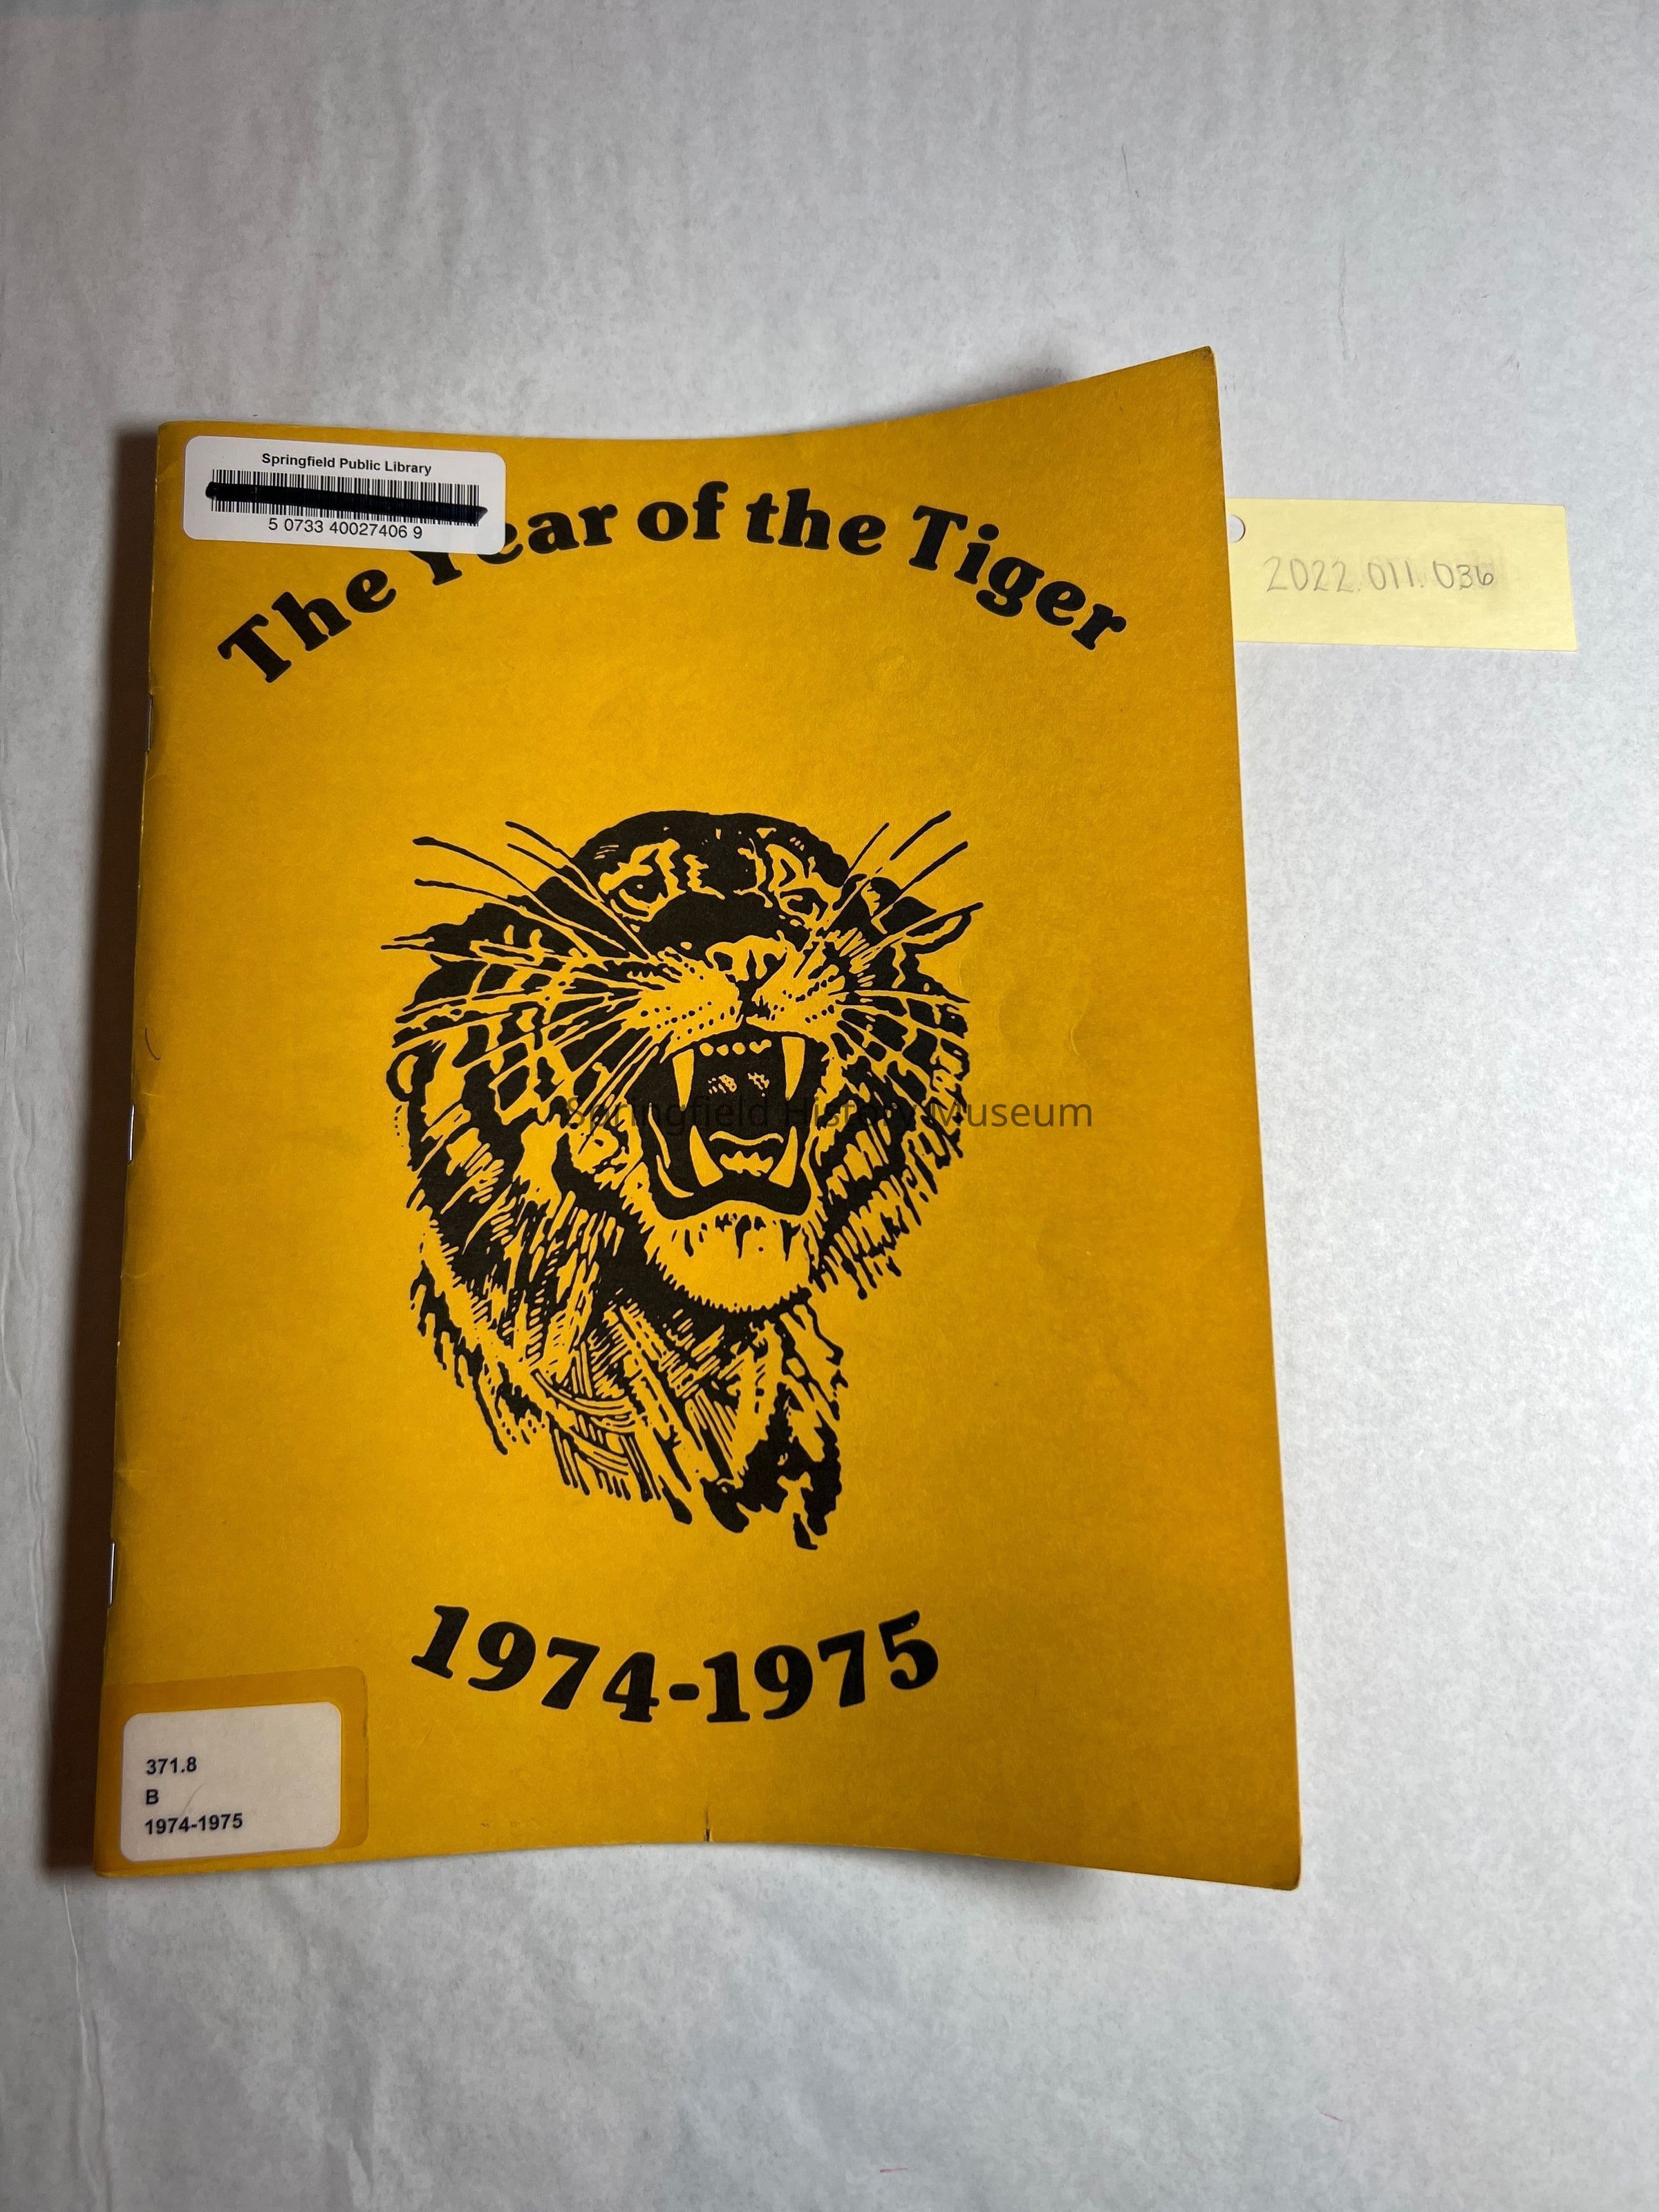 Springfield Public Library
5 0733 40027406 9
The Year of the Tiger
2022.011.036
Springfield History Museum
1974-1975
371.8
B
1974-1975